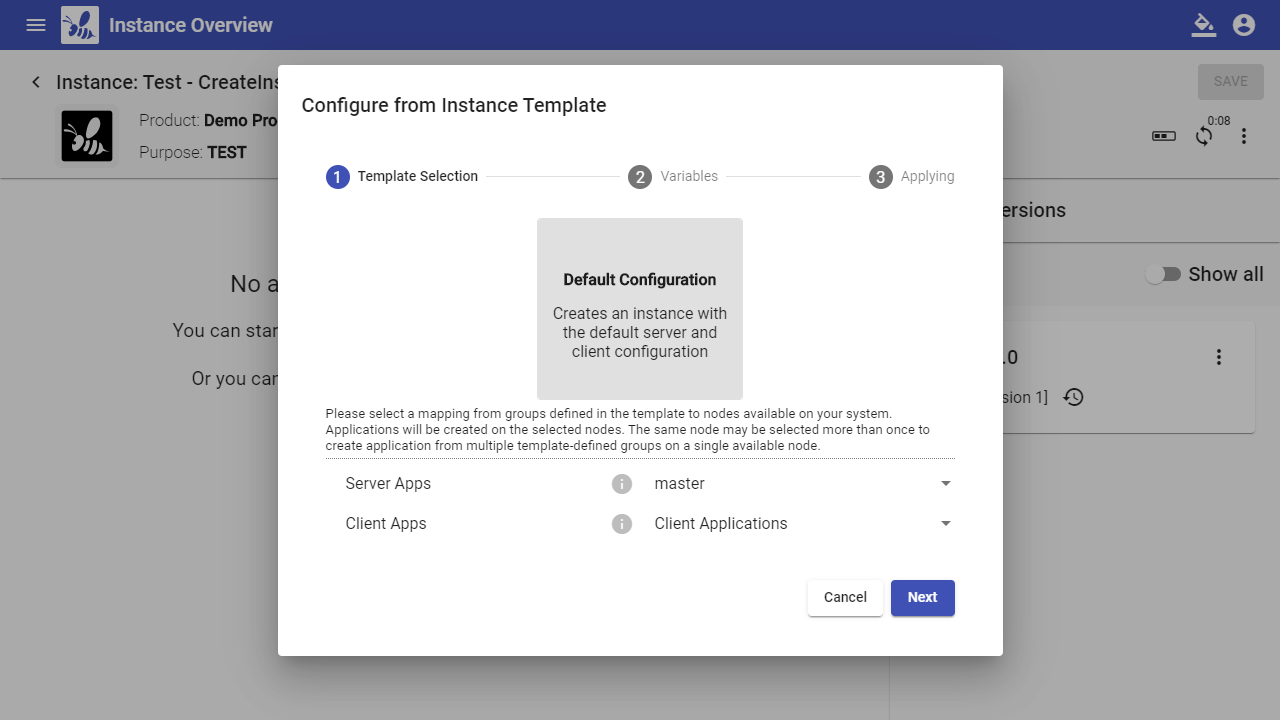 Instance Overview
Instance: Test - CreateIns
SAVE
Product: Demo Pro
0:08
Purpose: TEST
Configure from Instance Template
1 Template Selection
2 Variables
3 Applying
ersions
Show all
No a
You can star
Or you can
.0
sion 1]
Default Configuration
Creates an instance with
the default server and
client configuration
Please select a mapping from groups defined in the template to nodes available on your system.
Applications will be created on the selected nodes. The same node may be selected more than once to
create application from multiple template-defined groups on a single available node.
Server Apps
master
Client Apps
Client Applications
Cancel
Next